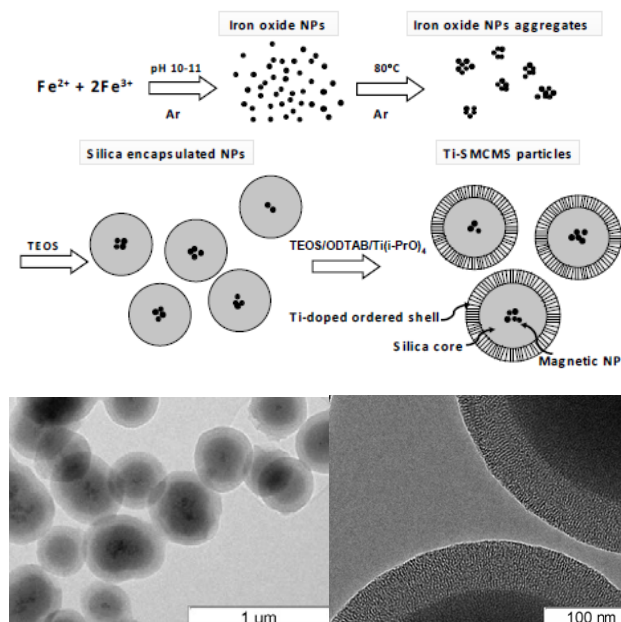 Iron oxide NPs
Iron oxide NPs aggregates
Fe²⁺ + 2Fe³⁺
pH 10-11
Ar
80°C
Ar
Silica encapsulated NPs
Ti-SMCMS particles
TEOS
TEOS/ODTAB/Ti(i-PrO)₄
Ti-doped ordered shell
Silica core
Magnetic NP
1 µm
100 nm